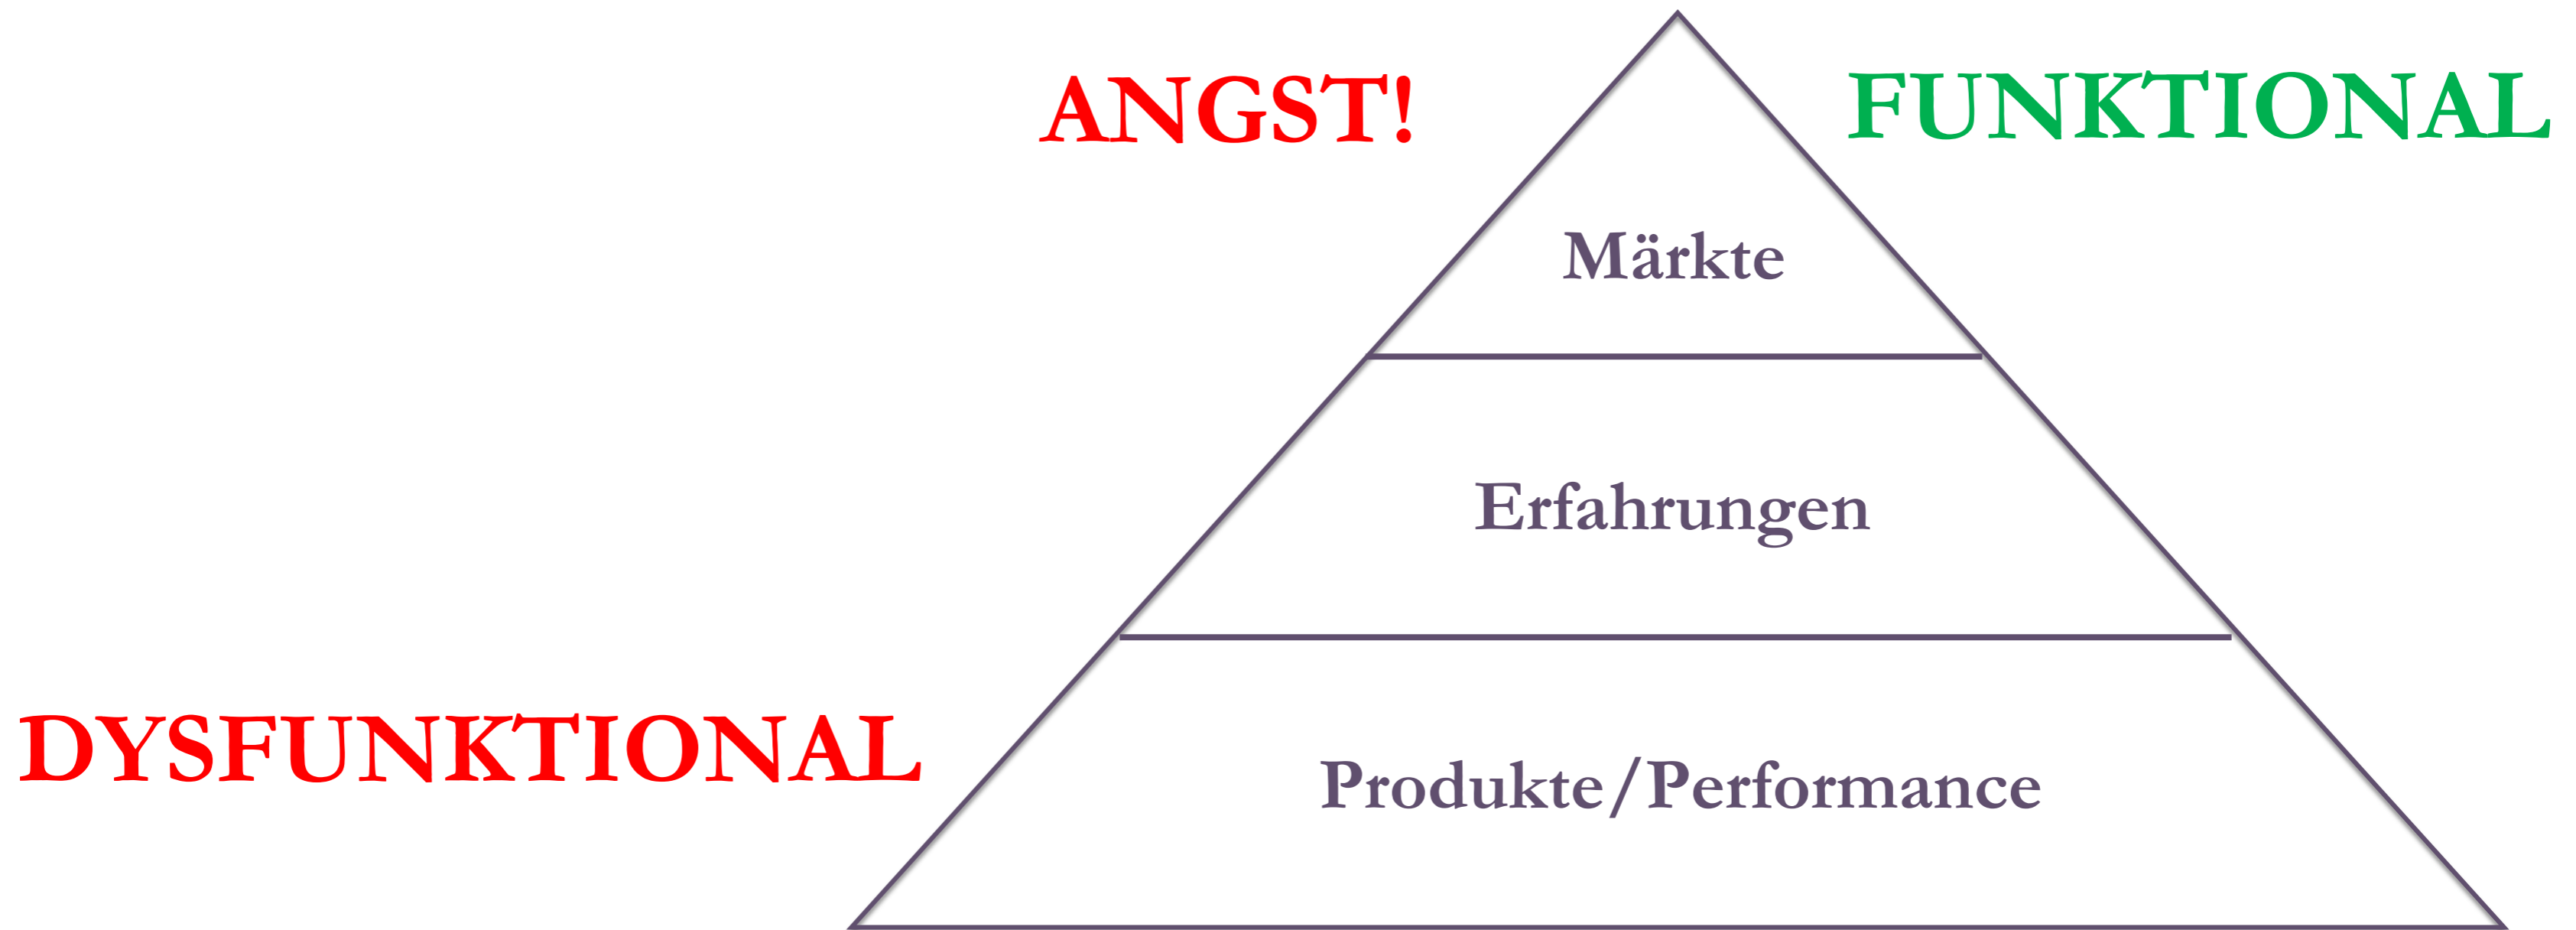 ANGST!
FUNKTIONAL
Märkte
Erfahrungen
DYSFUNKTIONAL
Produkte/Performance